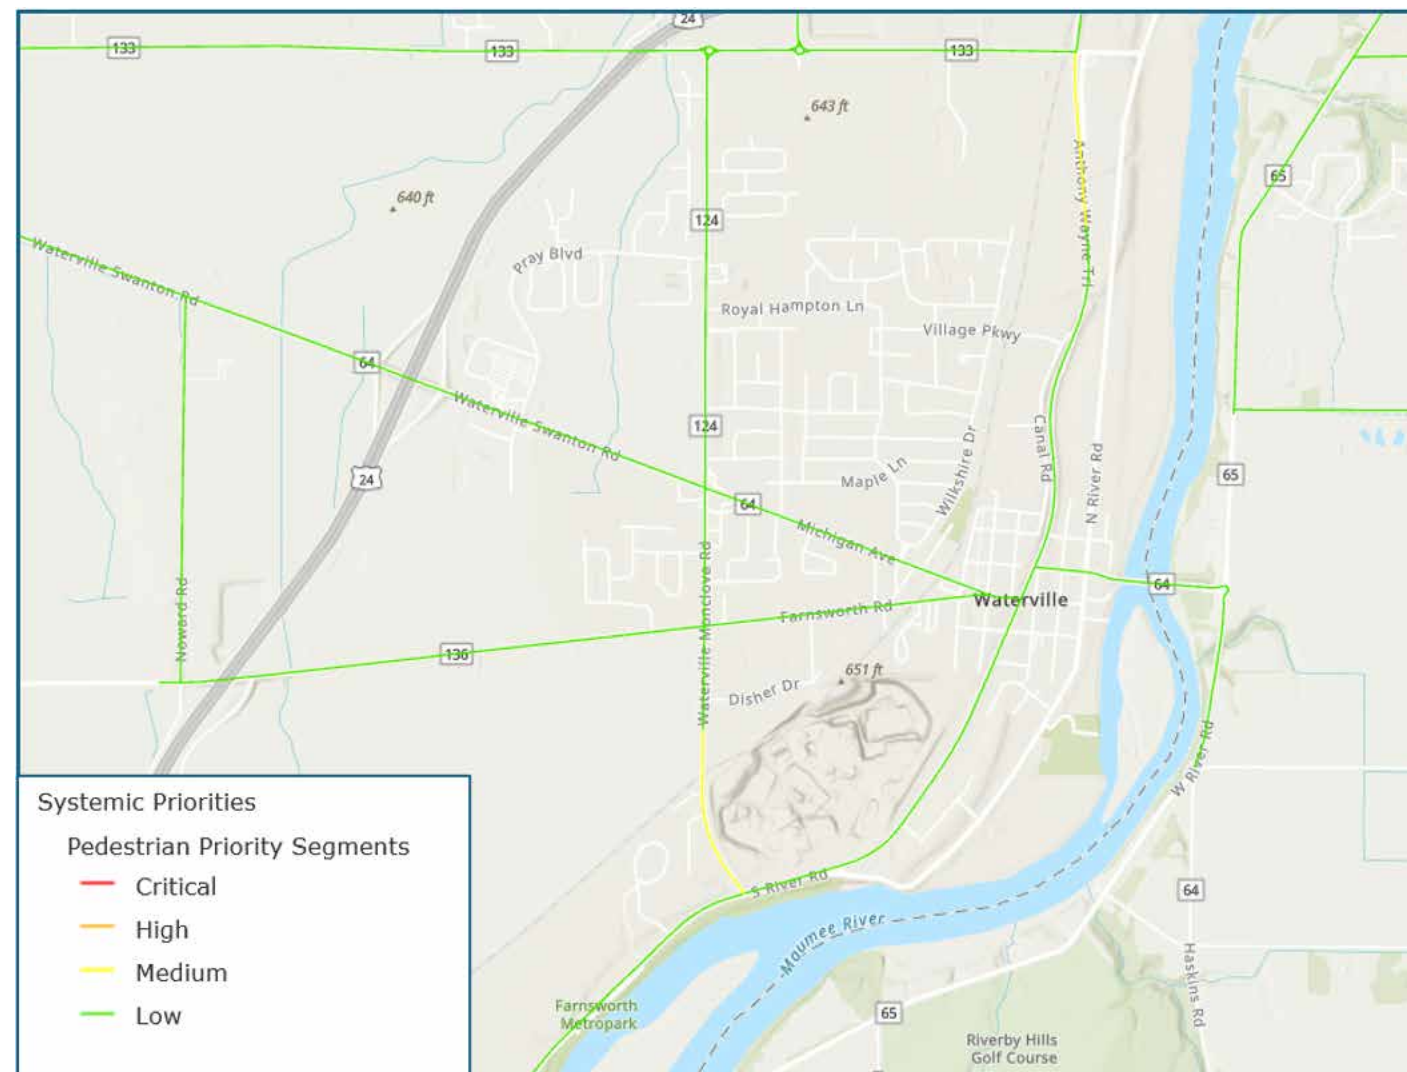 24
133
133
133
643 ft
Anthony Wayne Trl
65
640 ft
124
Waterville Swanton Rd
Pray Blvd
Royal Hampton Ln
Village Pkwy
64
Waterville Swanton Rd
124
Canal Rd
Wilkshire Dr
N River Rd
Maple Ln
65
24
64
Michigan Ave
Noward Rd
Waterville Monclove Rd
64
Waterville
Farnsworth Rd
136
651 ft
Disher Dr
W River Rd
S River Rd
64
Maumee River
Haskins Rd
Farnsworth
Metropark
65
Riverby Hills
Golf Course
Systemic Priorities
Pedestrian Priority Segments
Critical
High
Medium
Low